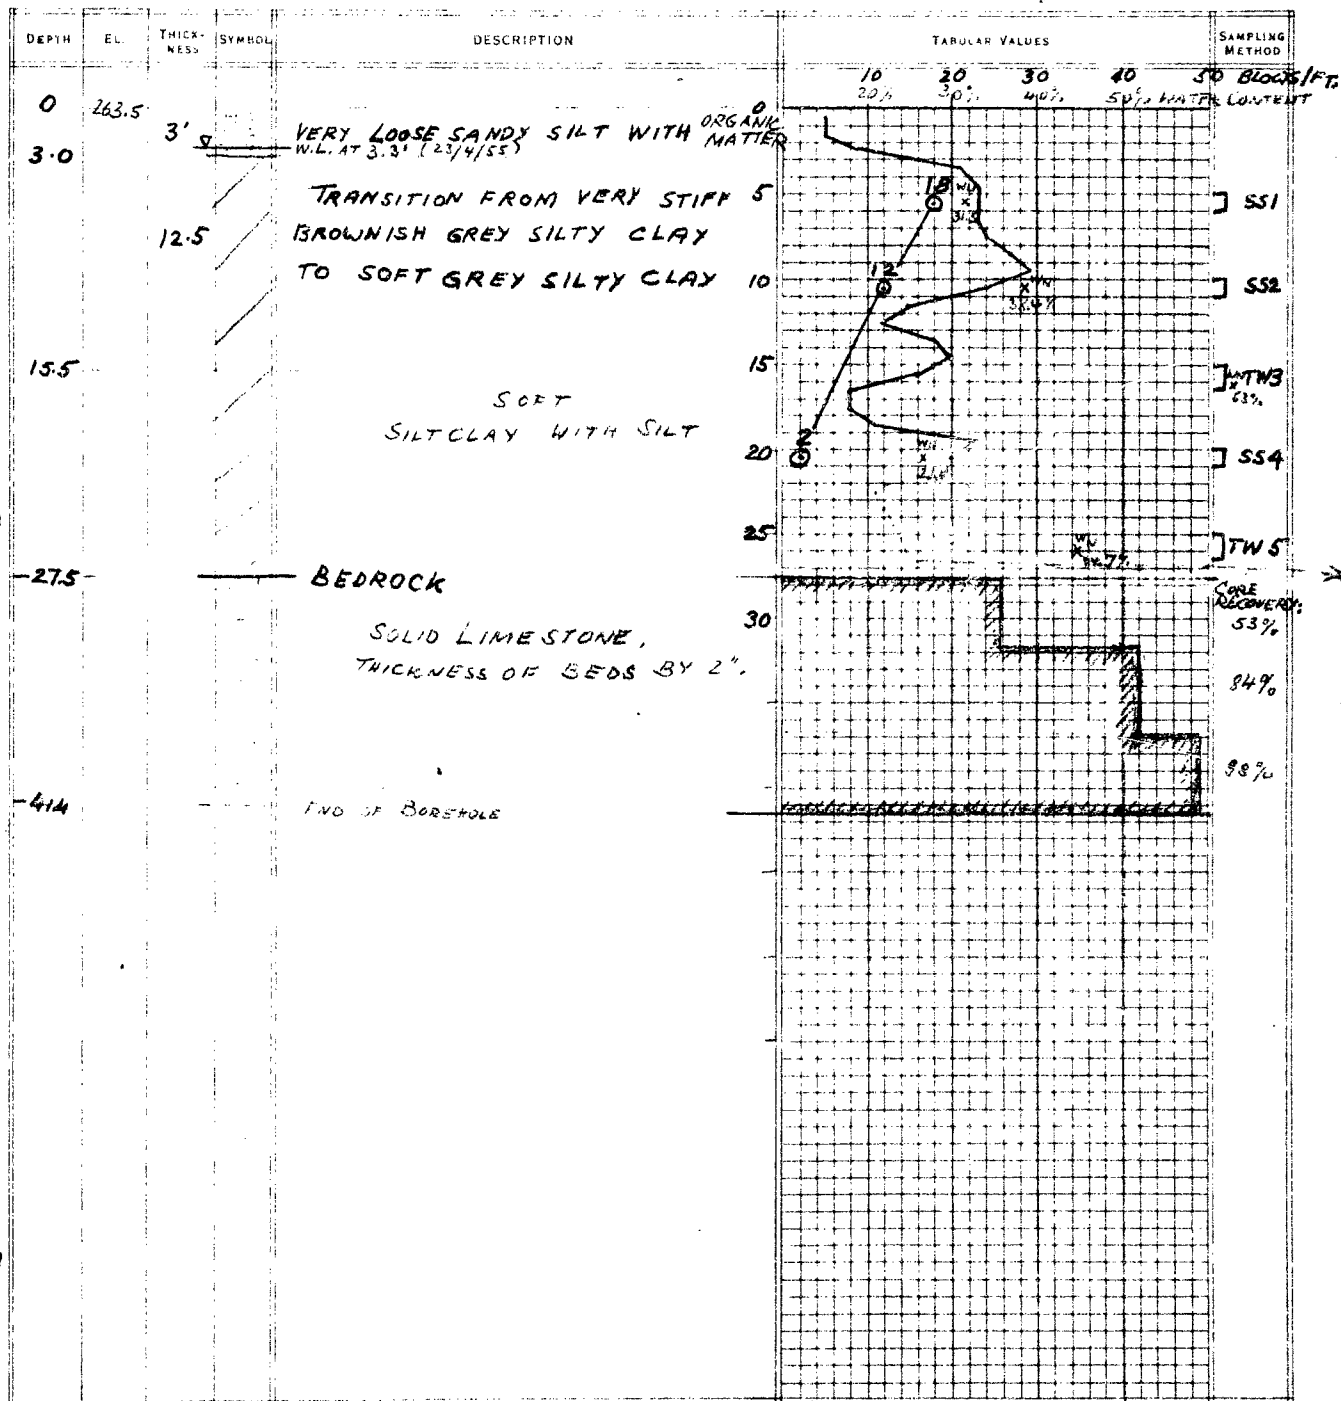 DEPTH EL. THICK-NESS SYMBOL DESCRIPTION TABULAR VALUES SAMPLING METHOD
10 20 30 40 50 BLOWS/FT.
20% 30% 40% 50% WATER CONTENT
0 263.5 0
3' VERY LOOSE SANDY SILT WITH ORGANIC MATTER
3.0 W.L. AT 3.3' (23/4/55)
TRANSITION FROM VERY STIFF 5 SS1
12.5 BROWNISH GREY SILTY CLAY
TO SOFT GREY SILTY CLAY 10 12 SS2
15.5 15 TW3
63%
SOFT
SILTCLAY WITH SILT
20 2 SS4
25 TW5
27.5 BEDROCK
CORE RECOVERY:
30 53%
SOLID LIMESTONE,
THICKNESS OF BEDS BY 2".
84%
98%
41.4 END OF BOREHOLE